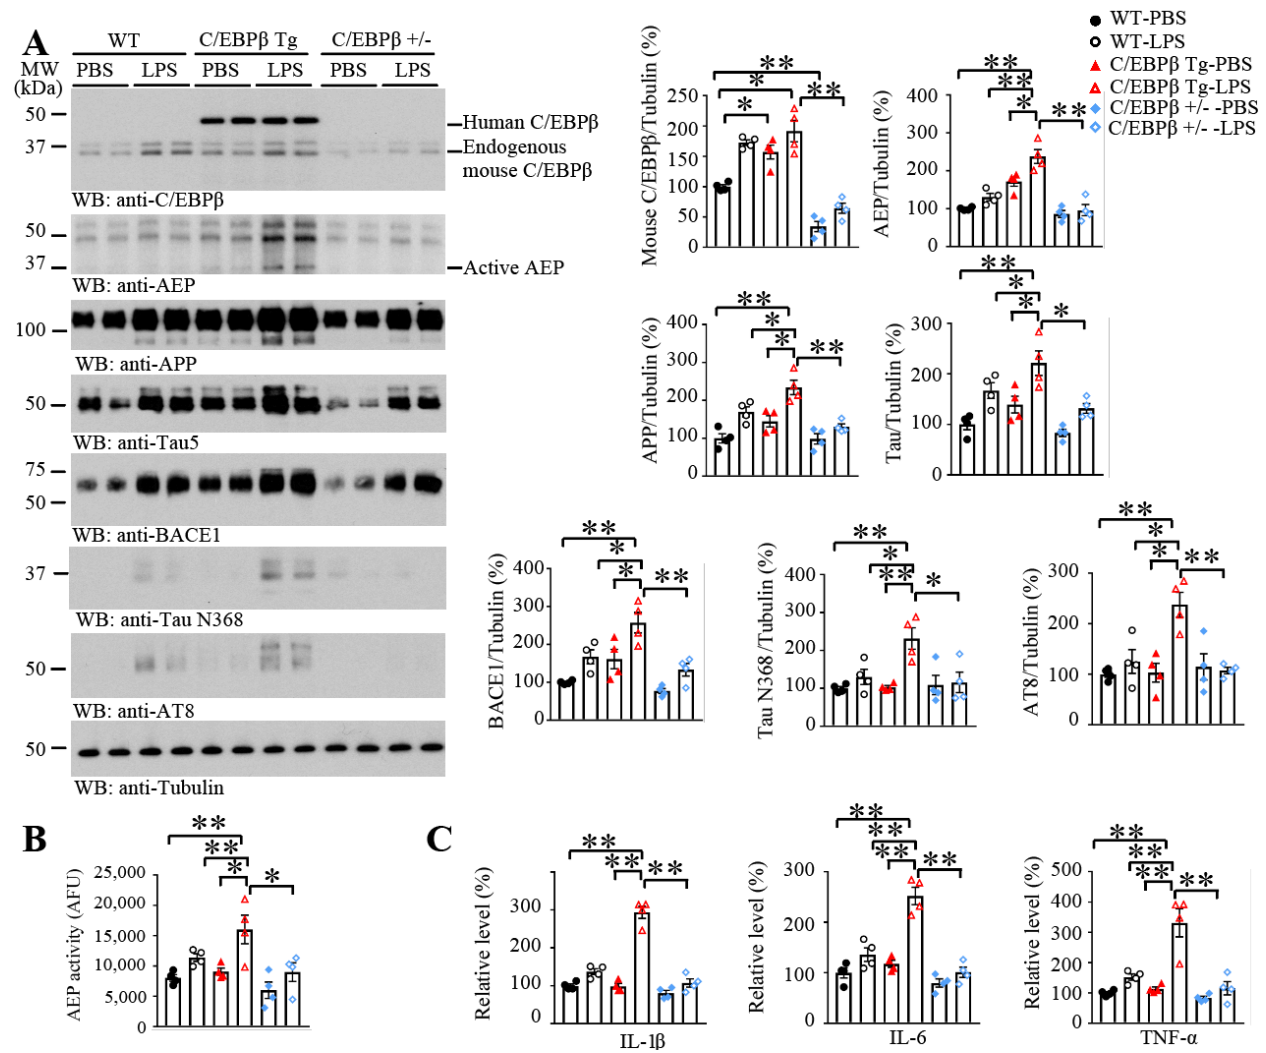 A
WT
C/EBPβ Tg
C/EBPβ +/-
MW
(kDa)
PBS
LPS
PBS
LPS
PBS
LPS
50
37
Human C/EBPβ
Endogenous
mouse C/EBPβ
WB: anti-C/EBPβ
50
37
Active AEP
WB: anti-AEP
100
WB: anti-APP
50
WB: anti-Tau5
75
50
WB: anti-BACE1
37
WB: anti-Tau N368
50
WB: anti-AT8
50
WB: anti-Tubulin
WT-PBS
WT-LPS
C/EBPβ Tg-PBS
C/EBPβ Tg-LPS
C/EBPβ +/- -PBS
C/EBPβ +/- -LPS
Mouse C/EBPβ/Tubulin (%)
250
200
150
100
50
0
**
*
*
**
AEP/Tubulin (%)
400
300
200
100
0
**
**
*
**
APP/Tubulin (%)
400
300
200
100
0
**
*
*
**
Tau/Tubulin (%)
300
200
100
0
**
*
*
*
BACE1/Tubulin (%)
400
300
200
100
0
**
*
*
**
Tau N368/Tubulin (%)
400
300
200
100
0
**
*
**
*
AT8/Tubulin (%)
300
200
100
0
**
*
*
**
B
AEP activity (AFU)
25,000
20,000
15,000
10,000
5,000
0
**
**
*
*
C
Relative level (%)
300
200
100
0
**
**
**
IL-1β
Relative level (%)
300
200
100
0
**
**
**
**
IL-6
Relative level (%)
500
400
300
200
100
0
**
**
**
**
TNF-α